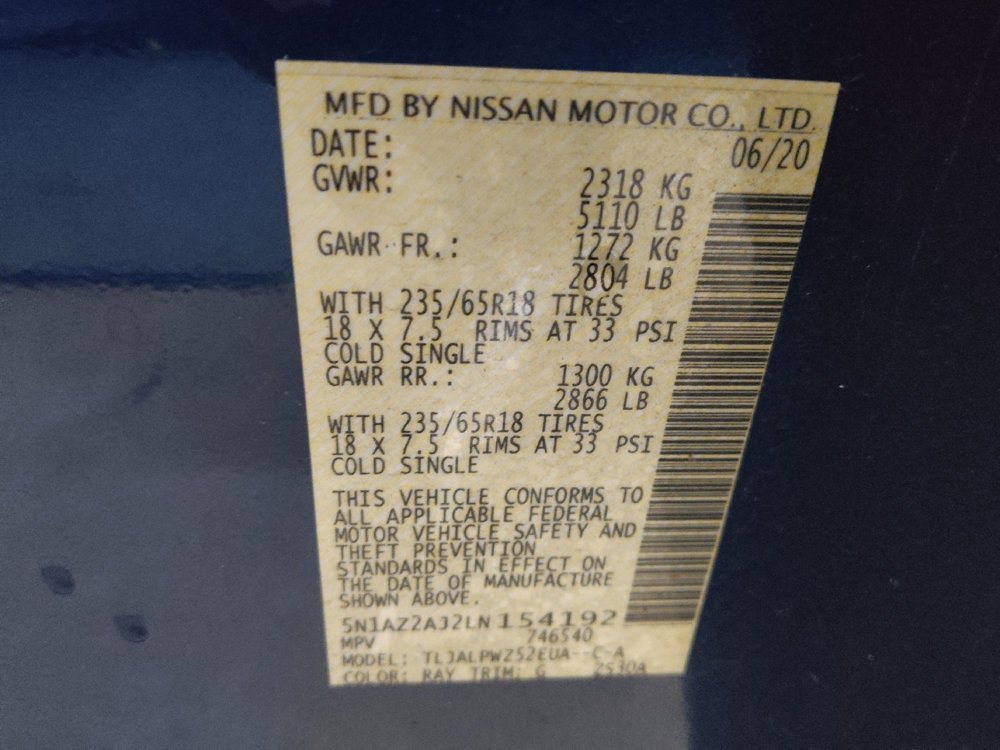 MFD BY NISSAN MOTOR CO., LTD.
DATE: 06/20
GVWR: 2318 KG
5110 LB
GAWR FR.: 1272 KG
2804 LB
WITH 235/65R18 TIRES
18 X 7.5 RIMS AT 33 PSI
COLD SINGLE
GAWR RR.: 1300 KG
2866 LB
WITH 235/65R18 TIRES
18 X 7.5 RIMS AT 33 PSI
COLD SINGLE
THIS VEHICLE CONFORMS TO
ALL APPLICABLE FEDERAL
MOTOR VEHICLE SAFETY AND
THEFT PREVENTION
STANDARDS IN EFFECT ON
THE DATE OF MANUFACTURE
SHOWN ABOVE.
5N1AZ2AJ2LN154192
MPV 746540
MODEL: TLJALPWZ52EUA--C-A
COLOR: RAY TRIM: G ZS30A